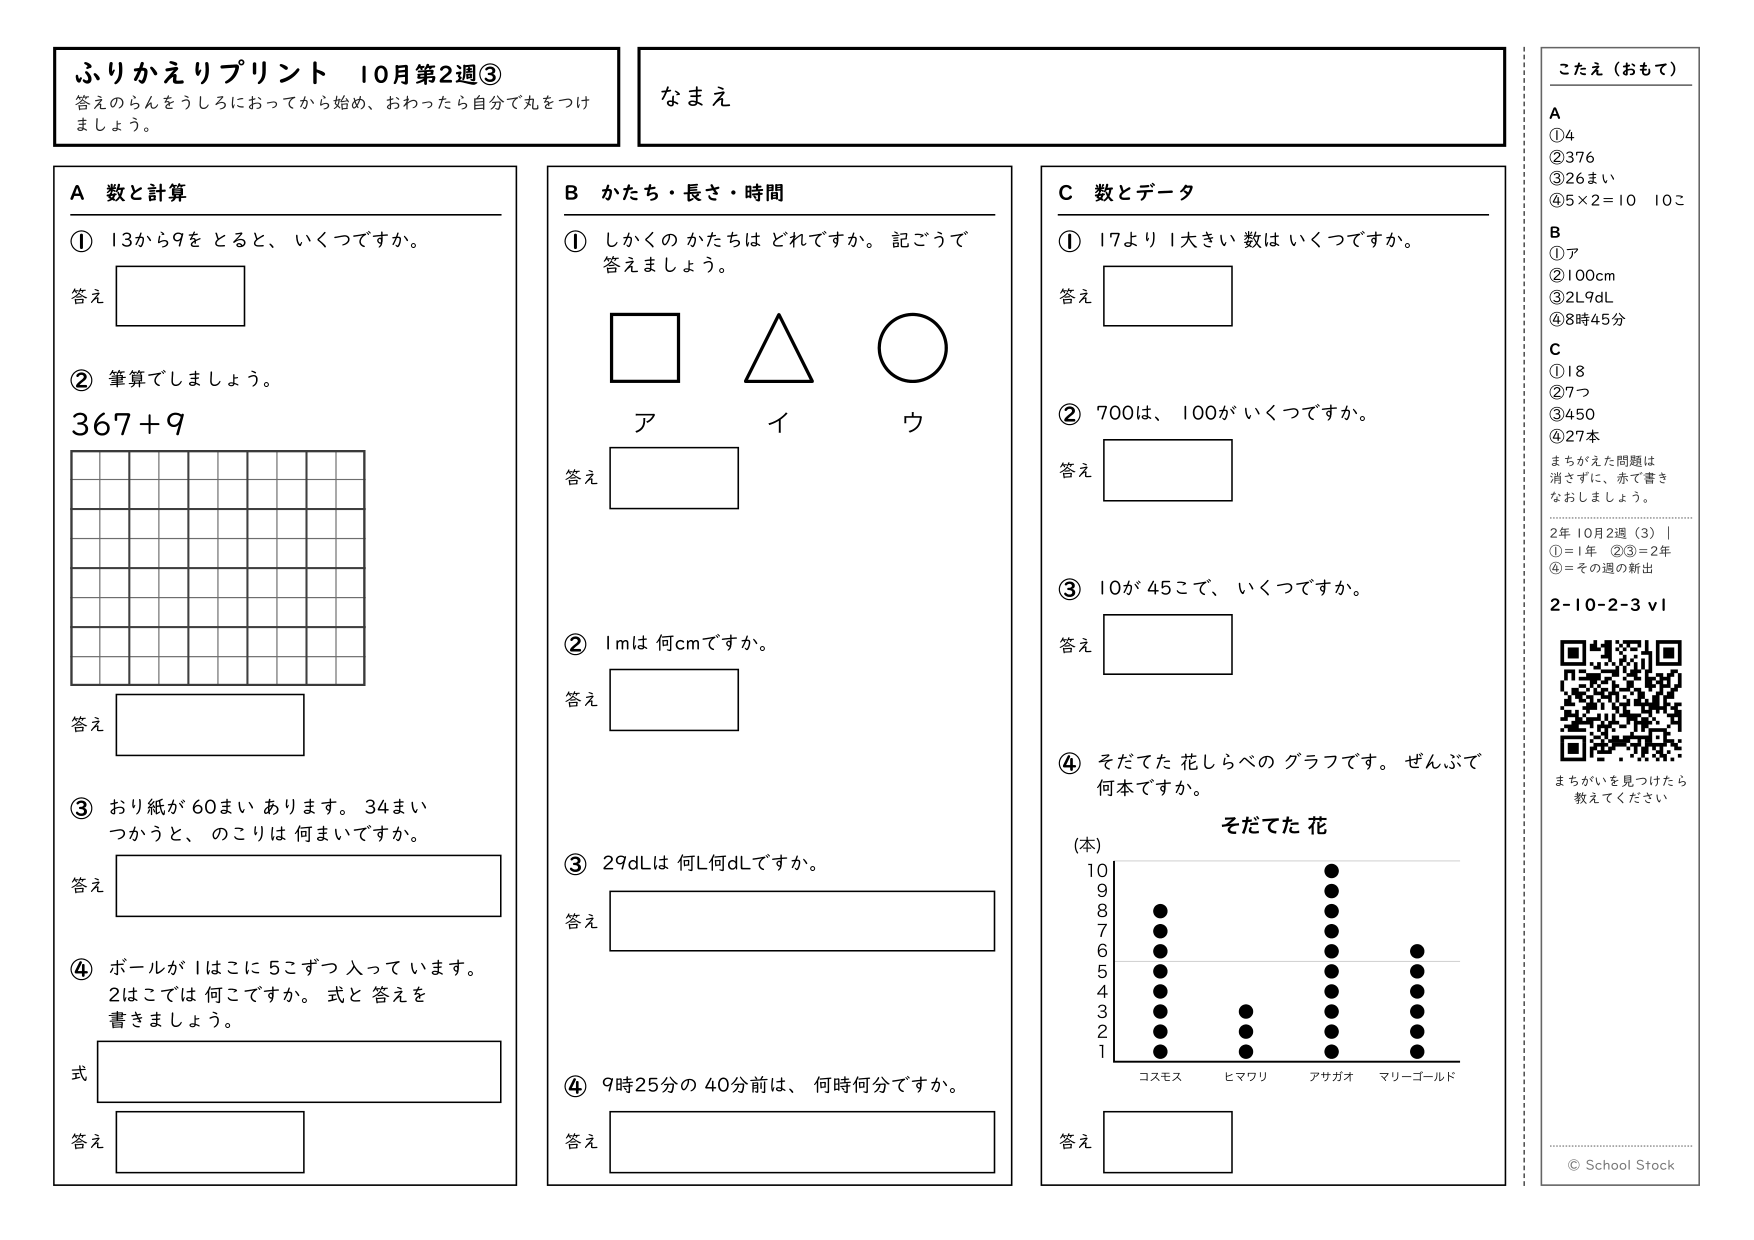 ふりかえりプリント　10月第2週③
答えのらんをうしろにおってから始め、おわったら自分で丸をつけ
ましょう。
なまえ
A　数と計算
① 13から9を とると、 いくつですか。
答え
② 筆算でしましょう。
367＋9
答え
③ おり紙が 60まい あります。 34まい
つかうと、 のこりは 何まいですか。
答え
④ ボールが 1はこに 5こずつ 入って います。
2はこでは 何こですか。 式と 答えを
書きましょう。
式
答え
B　かたち・長さ・時間
① しかくの かたちは どれですか。 記ごうで
答えましょう。
ア　イ　ウ
答え
② 1mは 何cmですか。
答え
③ 29dLは 何L何dLですか。
答え
④ 9時25分の 40分前は、 何時何分ですか。
答え
C　数とデータ
① 17より 1大きい 数は いくつですか。
答え
② 700は、 100が いくつですか。
答え
③ 10が 45こで、 いくつですか。
答え
④ そだてた 花しらべの グラフです。 ぜんぶで
何本ですか。
そだてた 花
(本)
10
9
8
7
6
5
4
3
2
1
コスモス　ヒマワリ　アサガオ　マリーゴールド
答え
こたえ（おもて）
A
①4
②376
③26まい
④5×2＝10　10こ
B
①ア
②100cm
③2L9dL
④8時45分
C
①18
②7つ
③450
④27本
まちがえた問題は
消さずに、赤で書き
なおしましょう。
2年 10月2週（3）｜
①＝1年　②③＝2年
④＝その週の新出
2-10-2-3 v1
まちがいを見つけたら
教えてください
© School Stock